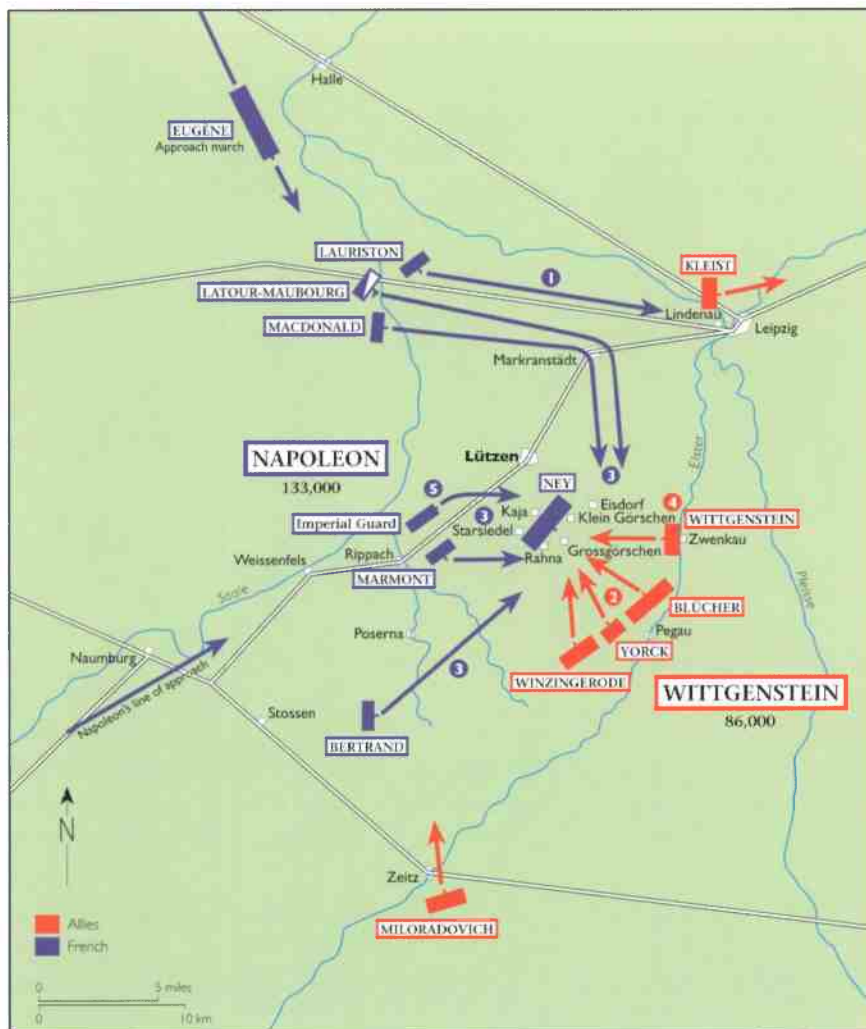 Halle
EUGÈNE
Approach march
LAURISTON
LATOUR-MAUBOURG
MACDONALD
1
KLEIST
Lindenau
Leipzig
Markranstädt
NAPOLEON
133,000
Lützen
Elster
NEY
3
5
Imperial Guard
Kaja
Eisdorf
Klein Görschen
4
WITTGENSTEIN
Zwenkau
3
Starsiedel
Grossgörschen
Rahna
Rippach
MARMONT
Weissenfels
Saale
Pleisse
2
BLÜCHER
Pegau
YORCK
WINZINGERODE
WITTGENSTEIN
86,000
Poserna
Naumburg
Napoleon's line of approach
3
Stossen
BERTRAND
N
Zeitz
MILORADOVICH
Allies
French
0 5 miles
0 10 km